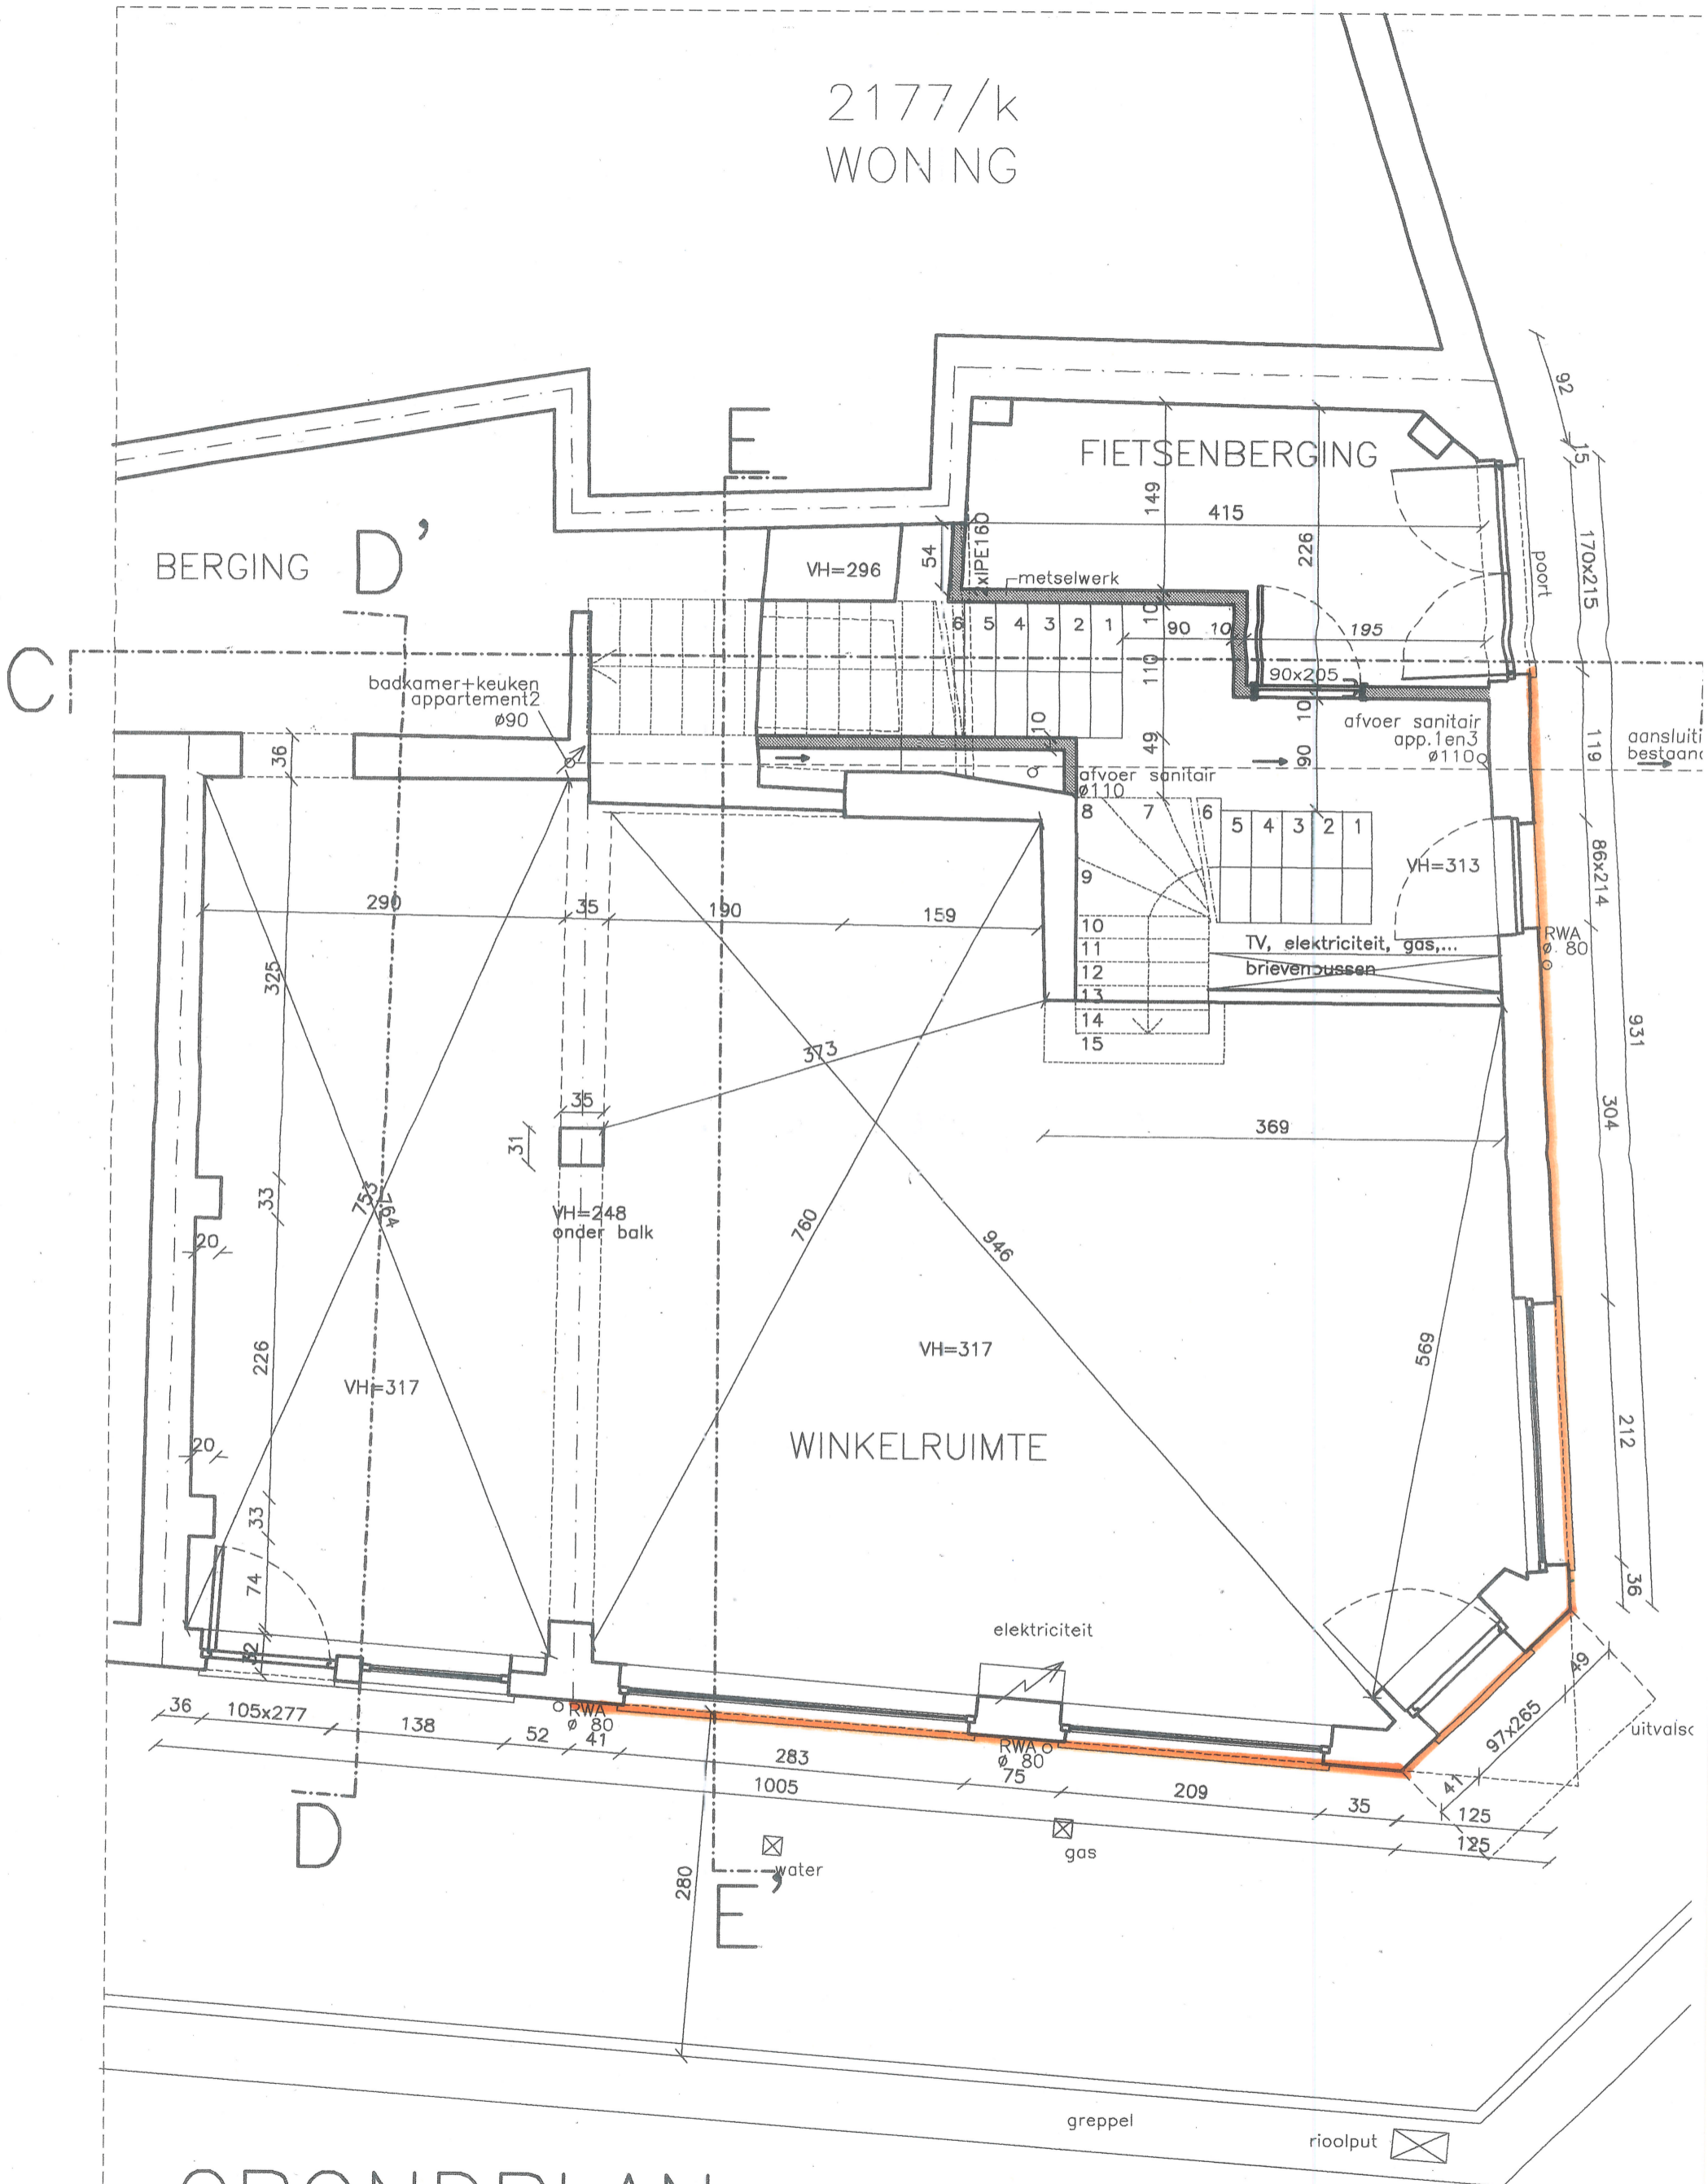 2177/k
WON NG
92
15
E
FIETSENBERGING
149
415
170x215
poort
BERGING
D'
VH=296
54
2xIPE160
226
metselwerk
6 5 4 3 2 1
10
90
10
195
C
badkamer+keuken
appartement2
ø90
110
90x205
10
36
10
49
90
afvoer sanitair
app.1en3
ø110
119
aansluiti
bestaand
afvoer sanitair
ø110
8 7 6
5 4 3 2 1
9
VH=313
86x214
290
35
190
159
10
11
12
13
14
15
TV, elektriciteit, gas,...
brievenbussen
RWA
ø 80
325
931
373
35
31
369
304
33
753
764
VH=248
onder balk
760
946
20
226
VH=317
VH=317
569
WINKELRUIMTE
212
20
33
74
36
elektriciteit
32
36
105x277
138
52
RWA
ø 80
41
283
RWA
ø 80
75
209
35
49
97x265
41
uitvalsc
1005
125
125
D
water
gas
280
E'
greppel
rioolput
GRONDPLAN